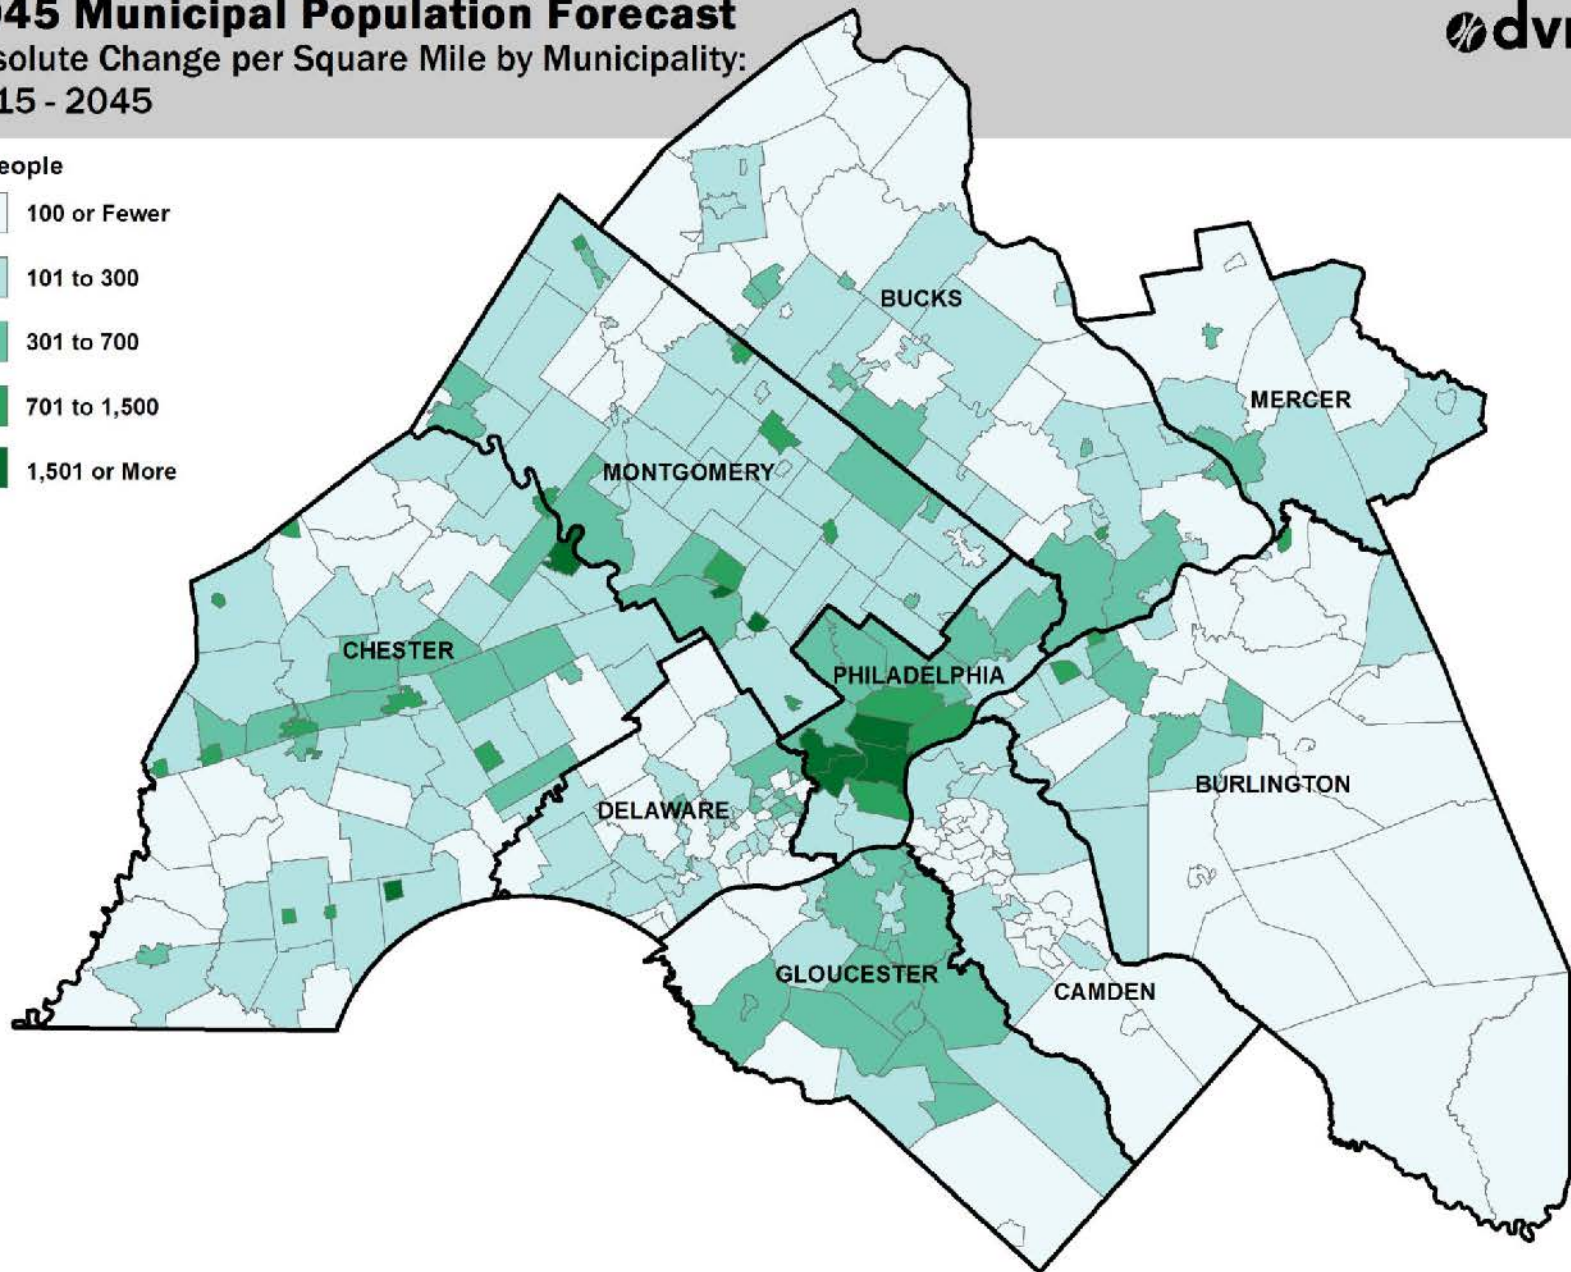 045 Municipal Population Forecast
solute Change per Square Mile by Municipality:
15 - 2045
dvr
eople
100 or Fewer
101 to 300
301 to 700
701 to 1,500
1,501 or More
BUCKS
MERCER
MONTGOMERY
CHESTER
PHILADELPHIA
BURLINGTON
DELAWARE
GLOUCESTER
CAMDEN